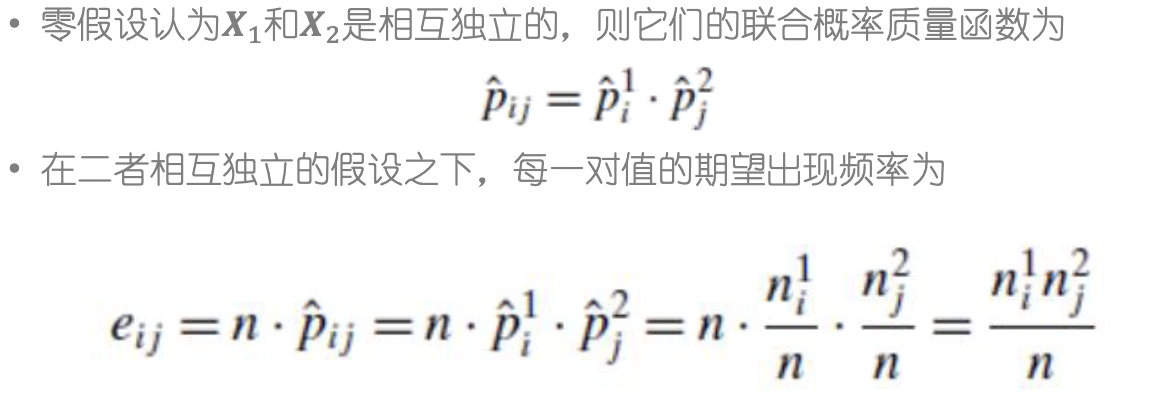 • 零假设认为𝑿₁和𝑿₂是相互独立的，则它们的联合概率质量函数为
p̂ᵢⱼ = p̂ᵢ¹ · p̂ⱼ²
• 在二者相互独立的假设之下，每一对值的期望出现频率为
eᵢⱼ = n · p̂ᵢⱼ = n · p̂ᵢ¹ · p̂ⱼ² = n · nᵢ¹/n · nⱼ²/n = nᵢ¹nⱼ²/n